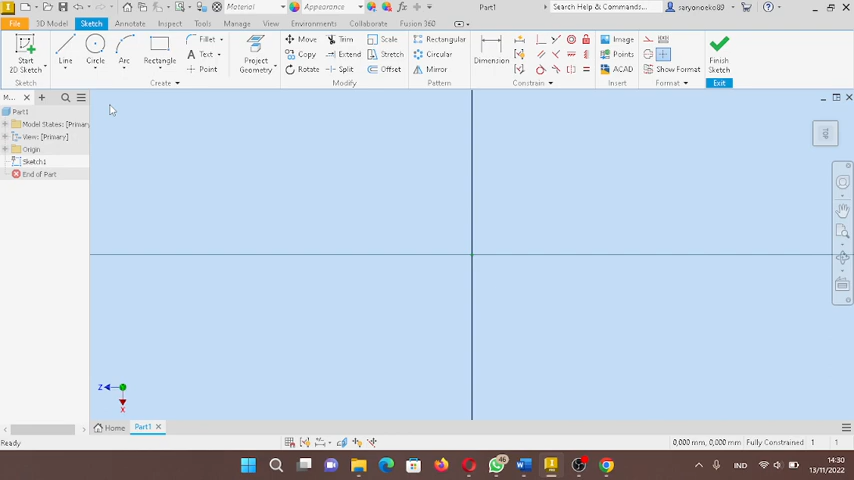 Material
Appearance
Part1
Search Help & Commands...
saryonoeko89
File 3D Model Sketch Annotate Inspect Tools Manage View Environments Collaborate Fusion 360
Start
2D Sketch
Line
Circle
Arc
Rectangle
Fillet
Text
Point
Project
Geometry
Move
Copy
Rotate
Trim
Extend
Split
Scale
Stretch
Offset
Rectangular
Circular
Mirror
Dimension
Image
Points
ACAD
Show Format
Finish
Sketch
Sketch Create Modify Pattern Constrain Insert Format Exit
M...
Part1
Model States: [Primary
View: [Primary]
Origin
Sketch1
End of Part
TOP
Z
X
Home Part1
Ready
0,000 mm, 0,000 mm Fully Constrained 1 1
46
IND
14:30
13/11/2022